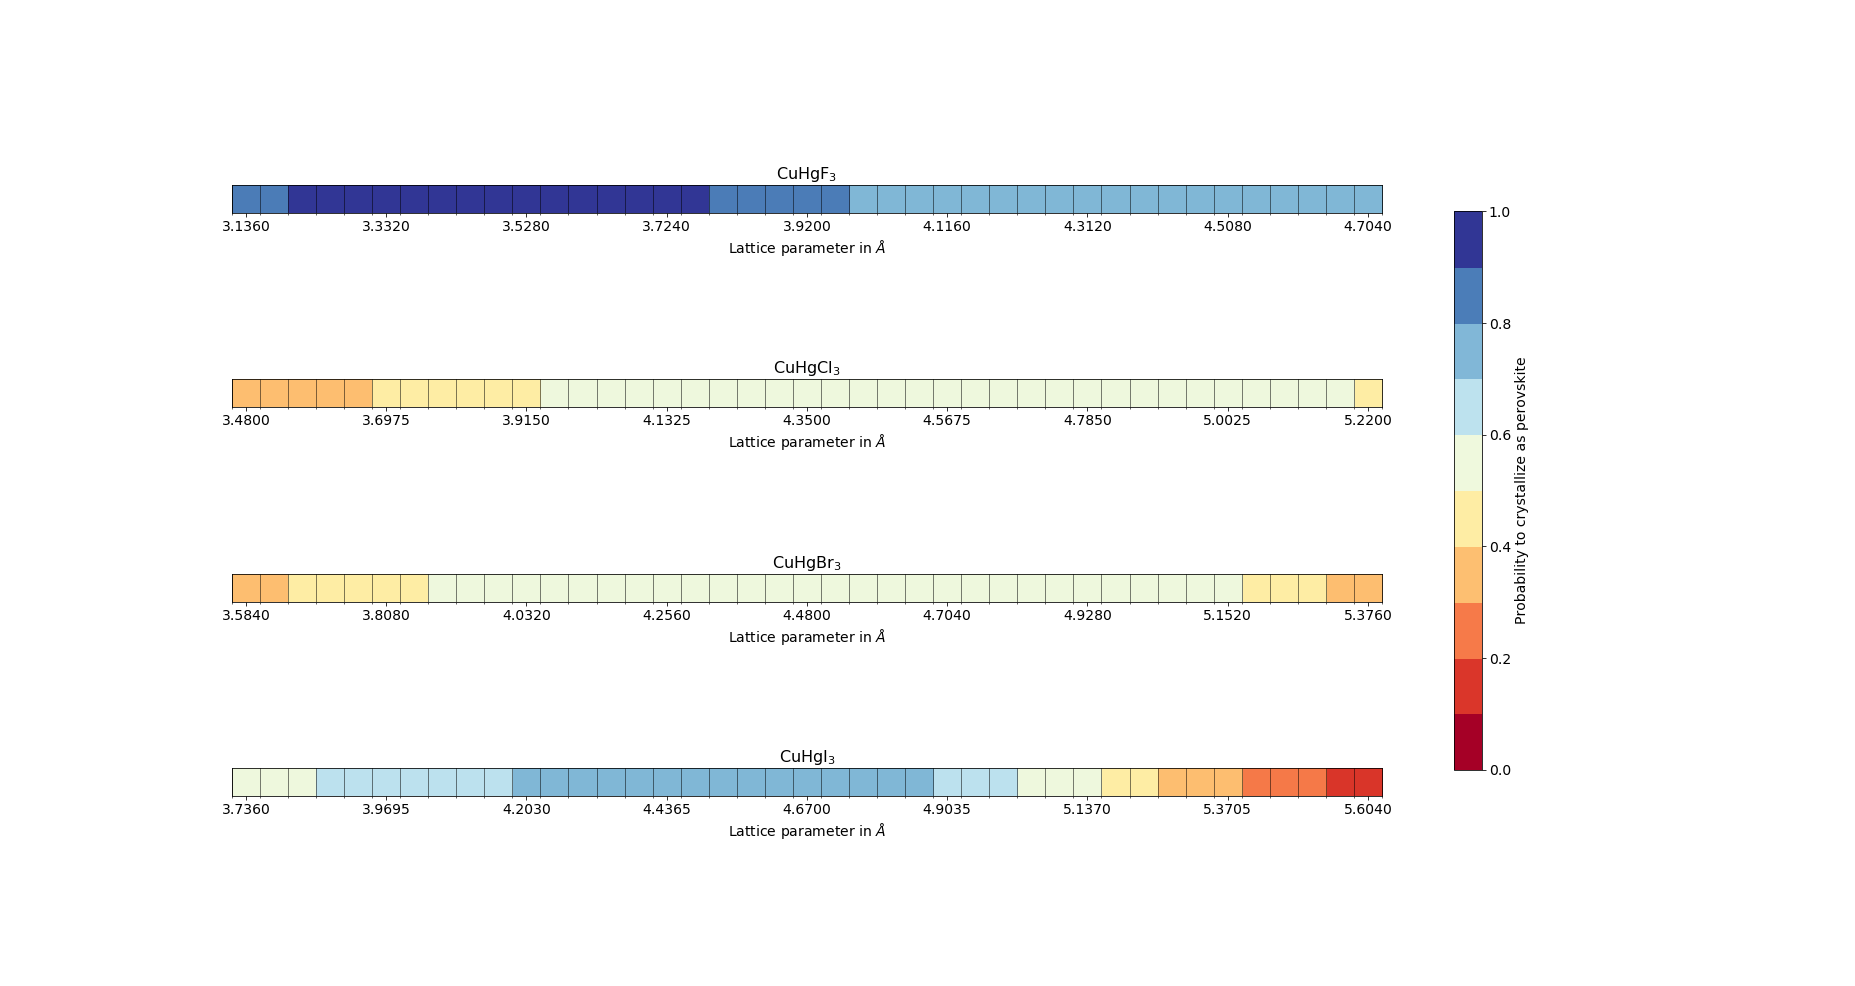 CuHgF₃
3.1360 3.3320 3.5280 3.7240 3.9200 4.1160 4.3120 4.5080 4.7040
Lattice parameter in Å
CuHgCl₃
3.4800 3.6975 3.9150 4.1325 4.3500 4.5675 4.7850 5.0025 5.2200
Lattice parameter in Å
CuHgBr₃
3.5840 3.8080 4.0320 4.2560 4.4800 4.7040 4.9280 5.1520 5.3760
Lattice parameter in Å
CuHgI₃
3.7360 3.9695 4.2030 4.4365 4.6700 4.9035 5.1370 5.3705 5.6040
Lattice parameter in Å
1.0
0.8
0.6
0.4
0.2
0.0
Probability to crystallize as perovskite